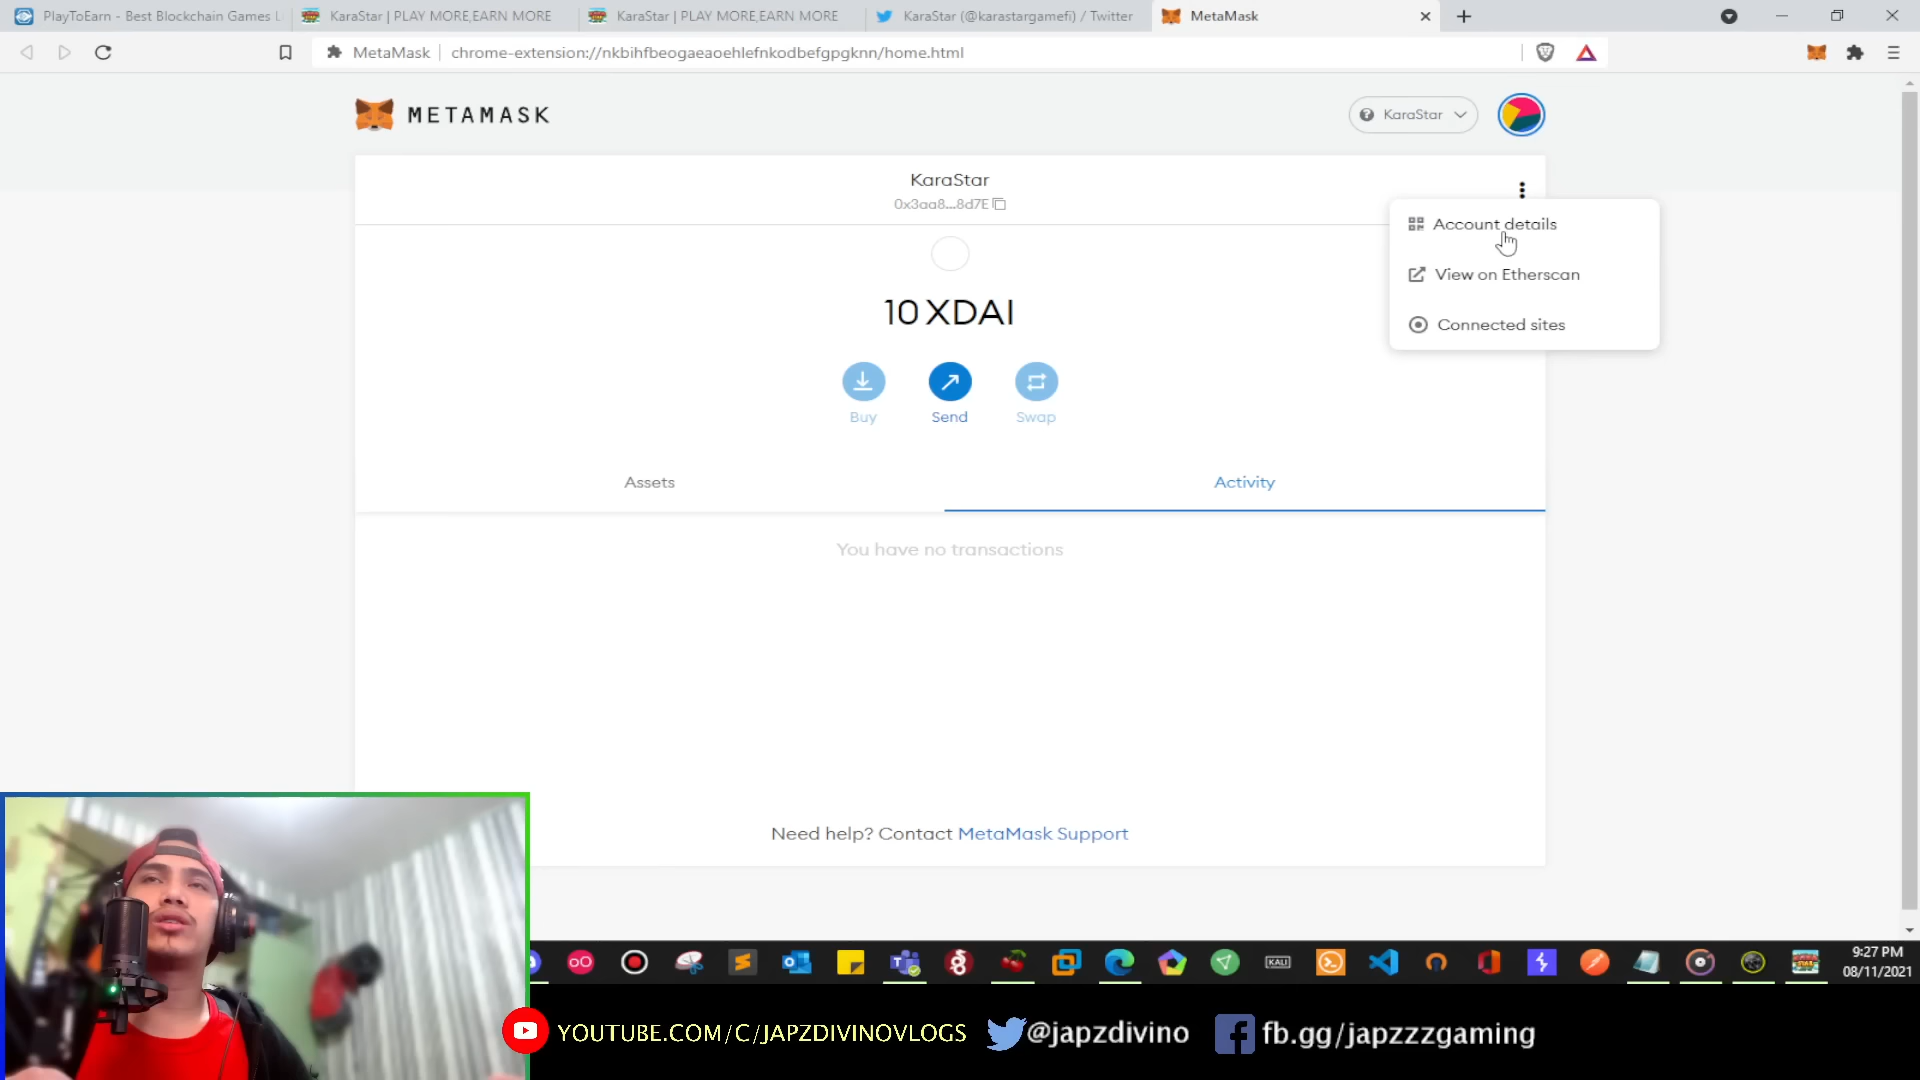 PlayToEarn - Best Blockchain Games L
KaraStar | PLAY MORE,EARN MORE
KaraStar | PLAY MORE,EARN MORE
KaraStar (@karastargamefi) / Twitter
MetaMask
MetaMask
chrome-extension://nkbihfbeogaeaoehlefnkodbefgpgknn/home.html
METAMASK
KaraStar
KaraStar
0x3aa8...8d7E
Account details
View on Etherscan
Connected sites
10 XDAI
Buy
Send
Swap
Assets
Activity
You have no transactions
Need help? Contact MetaMask Support
KALI
9:27 PM
08/11/2021
YOUTUBE.COM/C/JAPZDIVINOVLOGS
@japzdivino
fb.gg/japzzzgaming